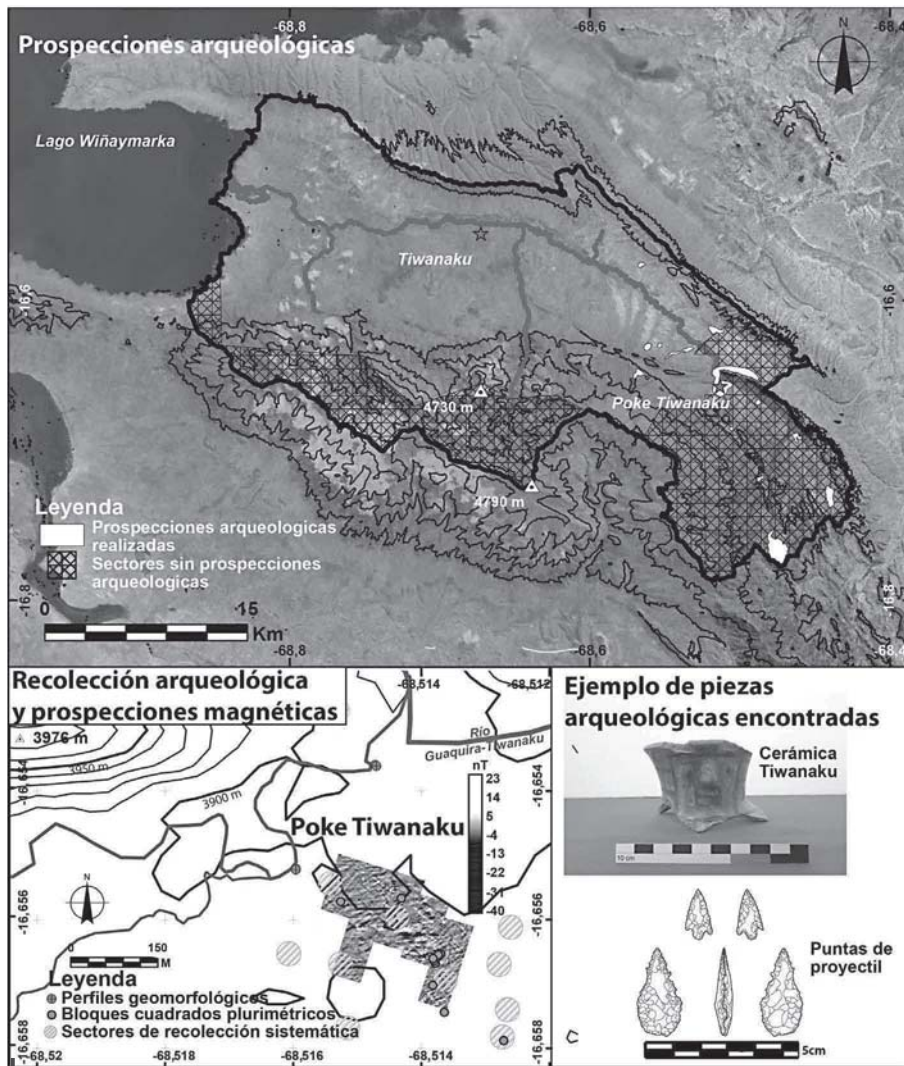 -68,8
-68,6
-68,4
Prospecciones arqueológicas
N
Lago Wiñaymarka
Tiwanaku
-16,6
-16,6
4730 m
Poke Tiwanaku
4790 m
Leyenda
Prospecciones arqueologicas
realizadas
Sectores sin prospecciones
arqueologicas
-16,8
-16,8
0
15
Km
-68,8
-68,6
-68,4
Recolección arqueológica
y prospecciones magnéticas
-68,514
-68,512
3976 m
3950 m
Río
Guaquira-Tiwanaku
-16,654
-16,654
nT
23
14
5
-4
-13
-22
-31
-40
3900 m
Poke Tiwanaku
N
-16,656
-16,656
0
150
M
Leyenda
Perfiles geomorfológicos
Bloques cuadrados plurimétricos
Sectores de recolección sistemática
-16,658
-16,658
-68,52
-68,518
-68,516
-68,514
Ejemplo de piezas
arqueológicas encontradas
Cerámica
Tiwanaku
10 cm
Puntas de
proyectil
5cm